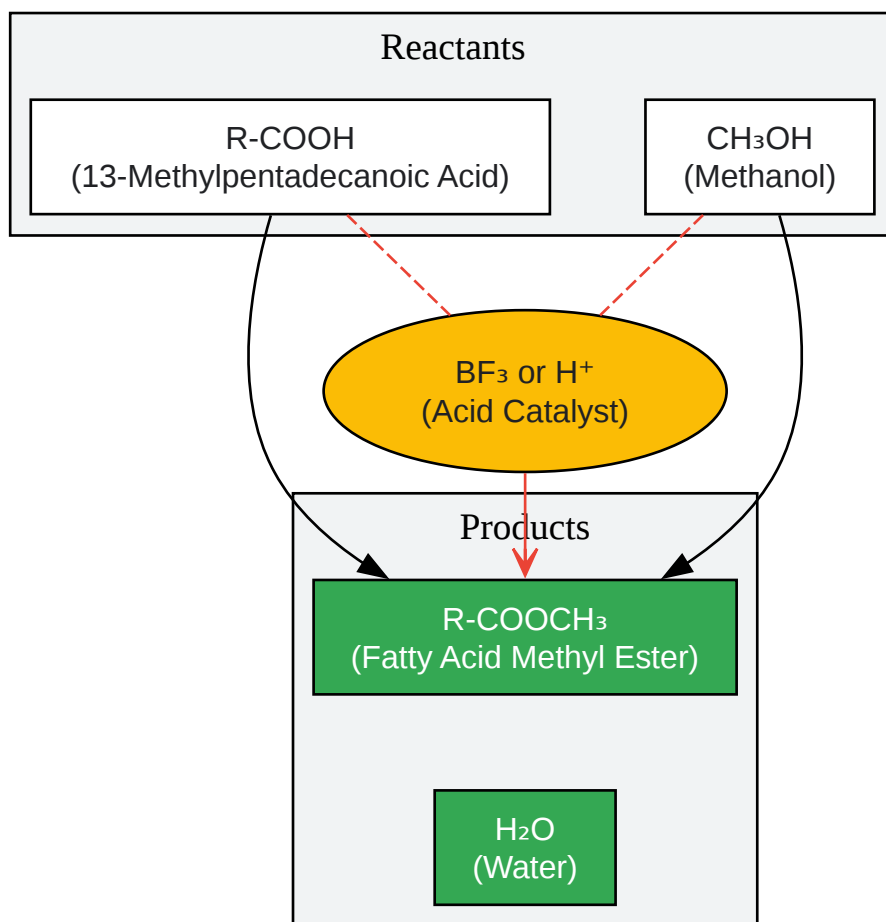 Reactants
R-COOH
(13-Methylpentadecanoic Acid)
CH₃OH
(Methanol)
BF₃ or H⁺
(Acid Catalyst)
Products
R-COOCH₃
(Fatty Acid Methyl Ester)
H₂O
(Water)